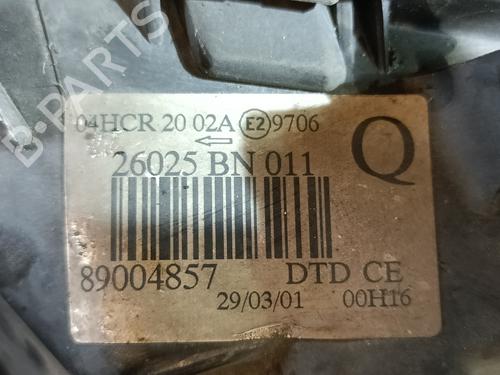 B-PARTS
04HCR 20 02A E2 9706
⇦
26025 BN 011 Q
89004857 DTD CE
29/03/01 00H16